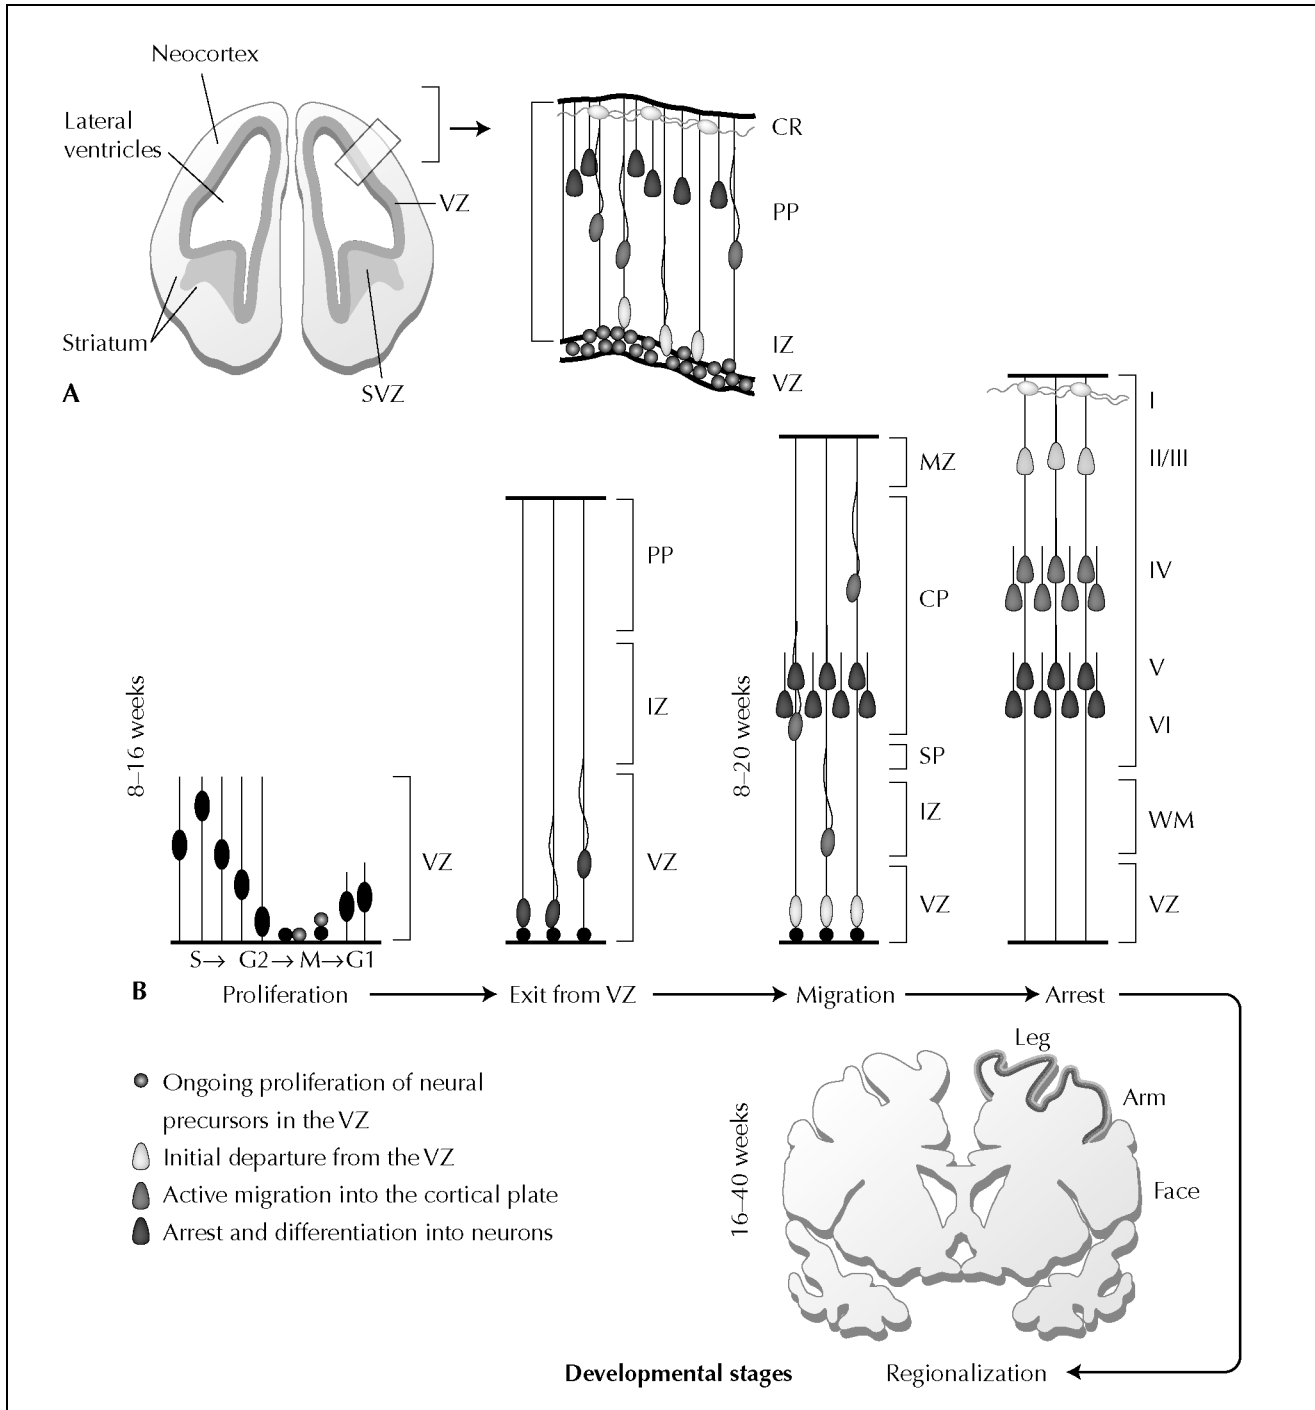 Neocortex
Lateral
ventricles
VZ
Striatum
SVZ
A
CR
PP
IZ
VZ
8–16 weeks
VZ
S→ G2→M→G1
PP
IZ
VZ
8–20 weeks
MZ
CP
SP
IZ
VZ
I
II/III
IV
V
VI
WM
VZ
B
Proliferation
Exit from VZ
Migration
Arrest
Ongoing proliferation of neural
precursors in the VZ
Initial departure from the VZ
Active migration into the cortical plate
Arrest and differentiation into neurons
16–40 weeks
Leg
Arm
Face
Developmental stages
Regionalization